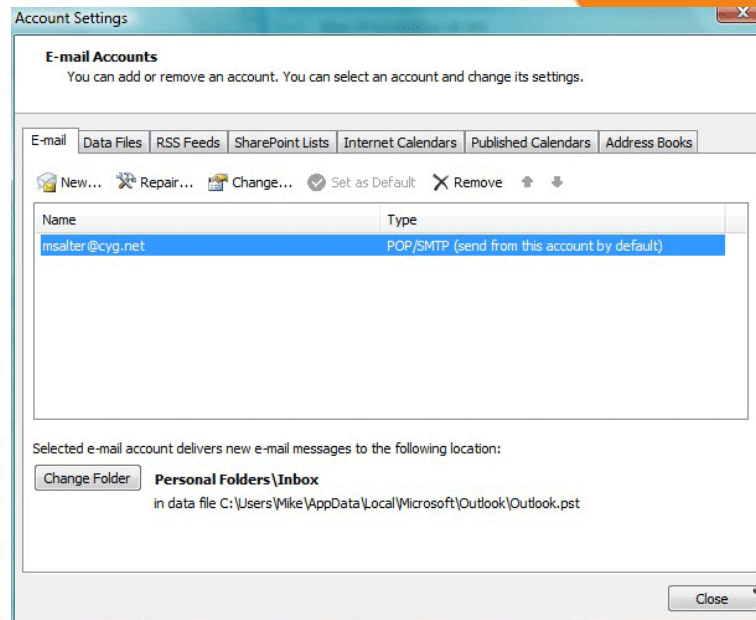 Account Settings
E-mail Accounts
You can add or remove an account. You can select an account and change its settings.
E-mail Data Files RSS Feeds SharePoint Lists Internet Calendars Published Calendars Address Books
New... Repair... Change... Set as Default Remove
Name Type
msalter@cyg.net POP/SMTP (send from this account by default)
Selected e-mail account delivers new e-mail messages to the following location:
Change Folder Personal Folders\Inbox
in data file C:\Users\Mike\AppData\Local\Microsoft\Outlook\Outlook.pst
Close